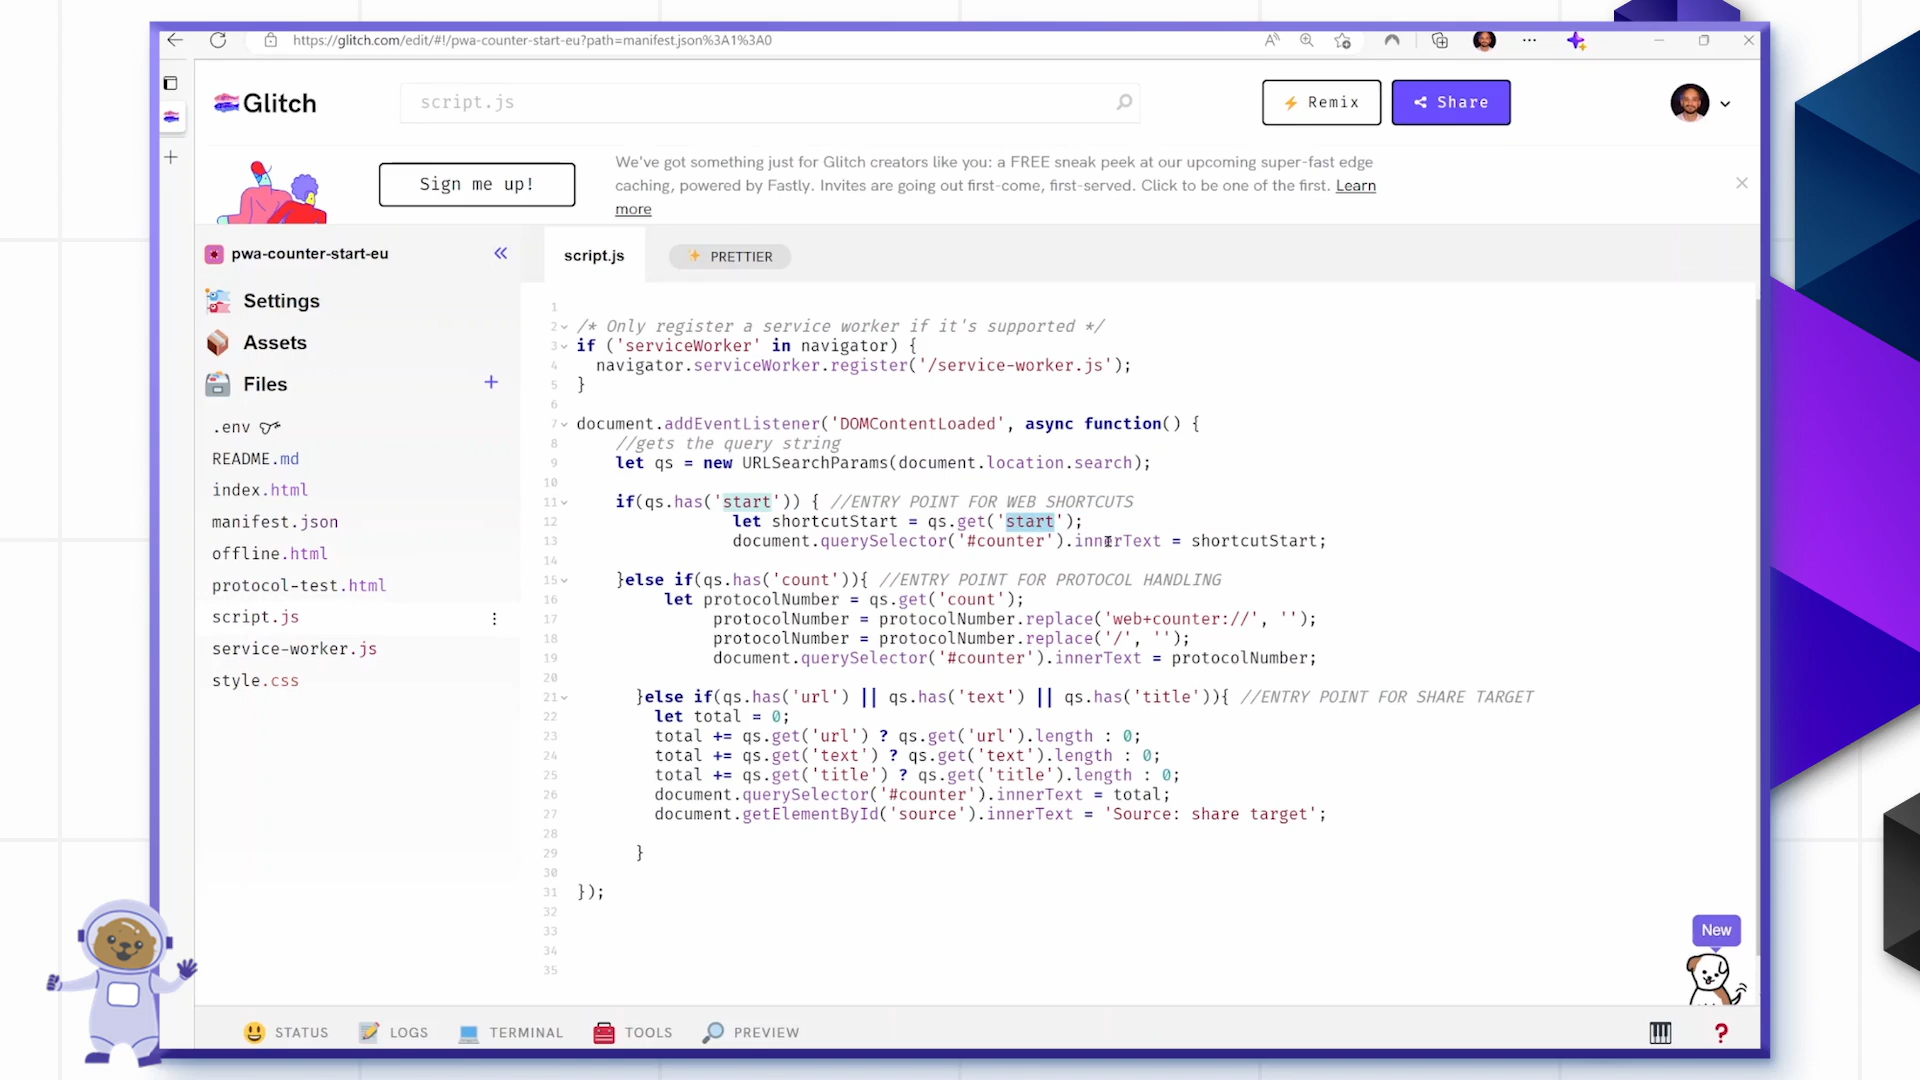 https://glitch.com/edit/#!/pwa-counter-start-eu?path=manifest.json%3A1%3A0
Glitch
script.js
Remix
Share
Sign me up!
We've got something just for Glitch creators like you: a FREE sneak peek at our upcoming super-fast edge
caching, powered by Fastly. Invites are going out first-come, first-served. Click to be one of the first. Learn
more
pwa-counter-start-eu
Settings
Assets
Files
.env
README.md
index.html
manifest.json
offline.html
protocol-test.html
script.js
service-worker.js
style.css
script.js
PRETTIER
1
2 /* Only register a service worker if it's supported */
3 if ('serviceWorker' in navigator) {
4 navigator.serviceWorker.register('/service-worker.js');
5 }
6
7 document.addEventListener('DOMContentLoaded', async function() {
8 //gets the query string
9 let qs = new URLSearchParams(document.location.search);
10
11 if(qs.has('start')) { //ENTRY POINT FOR WEB SHORTCUTS
12 let shortcutStart = qs.get('start');
13 document.querySelector('#counter').innerText = shortcutStart;
14
15 }else if(qs.has('count')){ //ENTRY POINT FOR PROTOCOL HANDLING
16 let protocolNumber = qs.get('count');
17 protocolNumber = protocolNumber.replace('web+counter://', '');
18 protocolNumber = protocolNumber.replace('/', '');
19 document.querySelector('#counter').innerText = protocolNumber;
20
21 }else if(qs.has('url') || qs.has('text') || qs.has('title')){ //ENTRY POINT FOR SHARE TARGET
22 let total = 0;
23 total += qs.get('url') ? qs.get('url').length : 0;
24 total += qs.get('text') ? qs.get('text').length : 0;
25 total += qs.get('title') ? qs.get('title').length : 0;
26 document.querySelector('#counter').innerText = total;
27 document.getElementById('source').innerText = 'Source: share target';
28
29 }
30
31 });
32
33
34
35
New
STATUS
LOGS
TERMINAL
TOOLS
PREVIEW
?